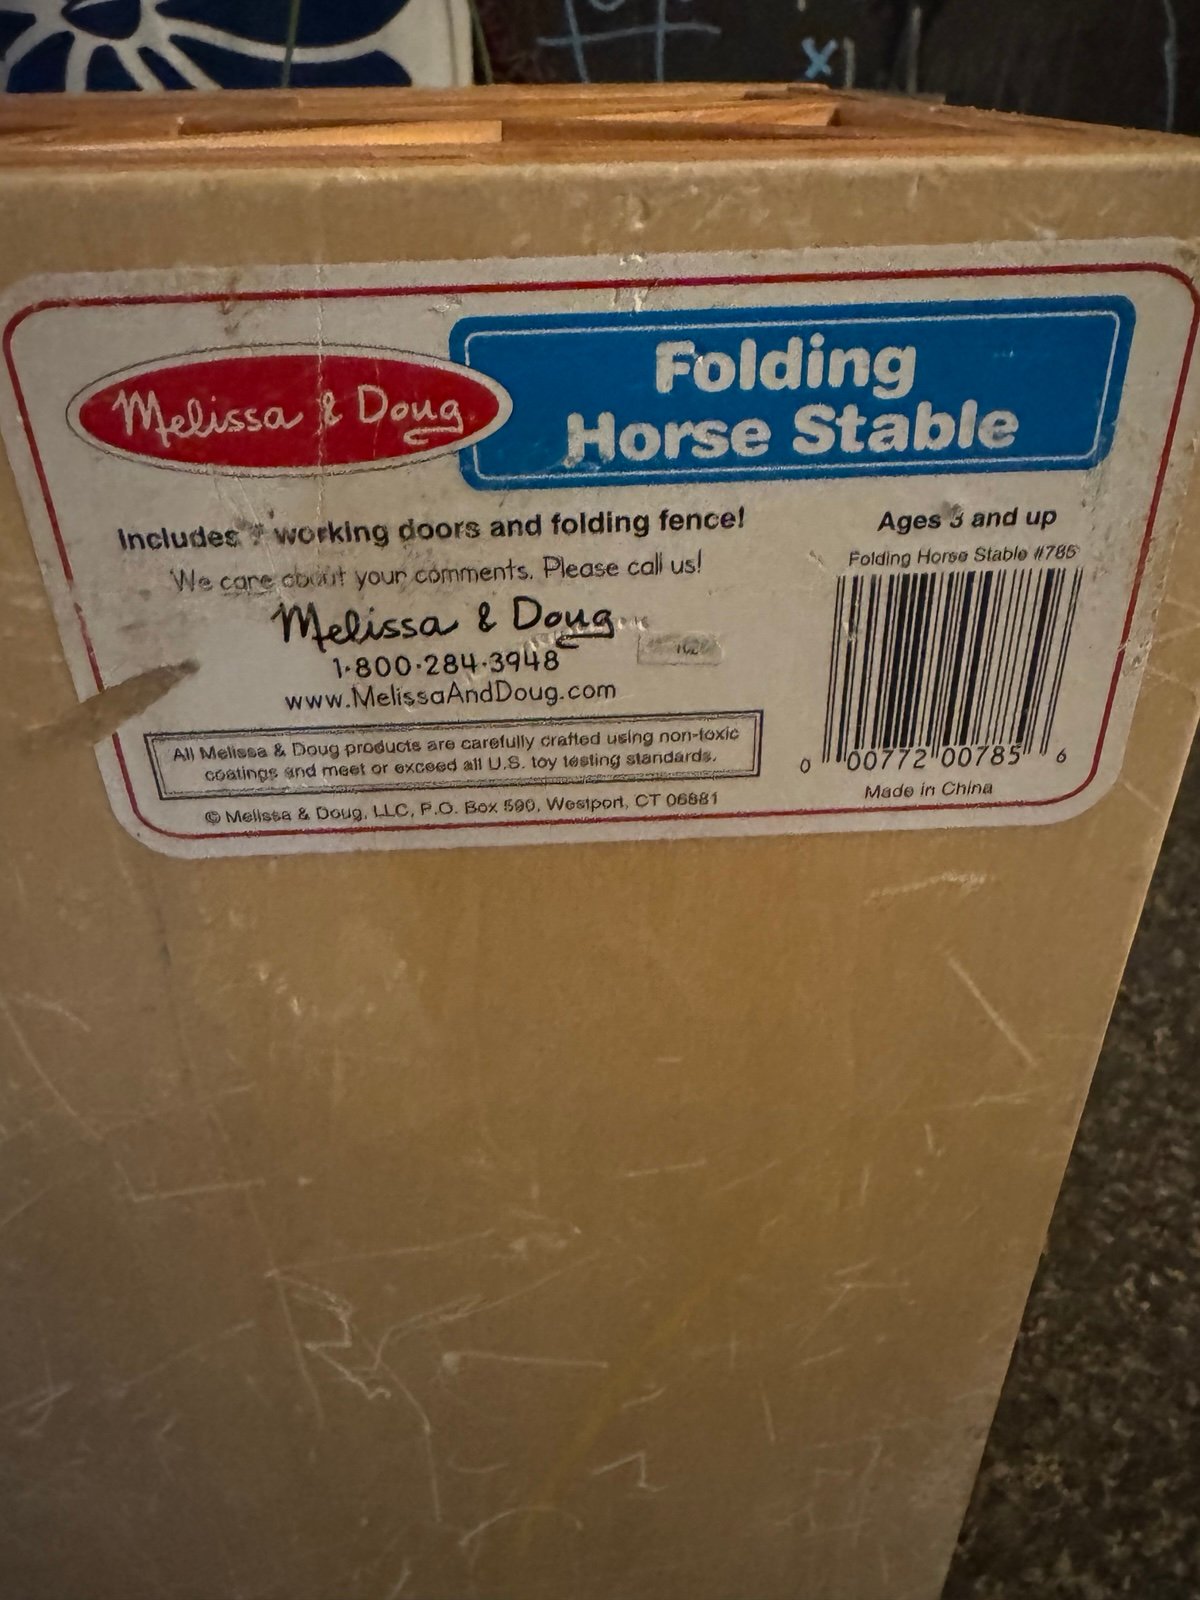 Melissa & Doug
Folding
Horse Stable
Includes working doors and folding fence!
We care about your comments. Please call us!
Melissa & Doug
1-800-284-3948
www.MelissaAndDoug.com
All Melissa & Doug products are carefully crafted using non-toxic
coatings and meet or exceed all U.S. toy testing standards.
© Melissa & Doug, LLC, P.O. Box 590, Westport, CT 06881
Ages 3 and up
Folding Horse Stable #785
0 00772 00785 6
Made in China
X